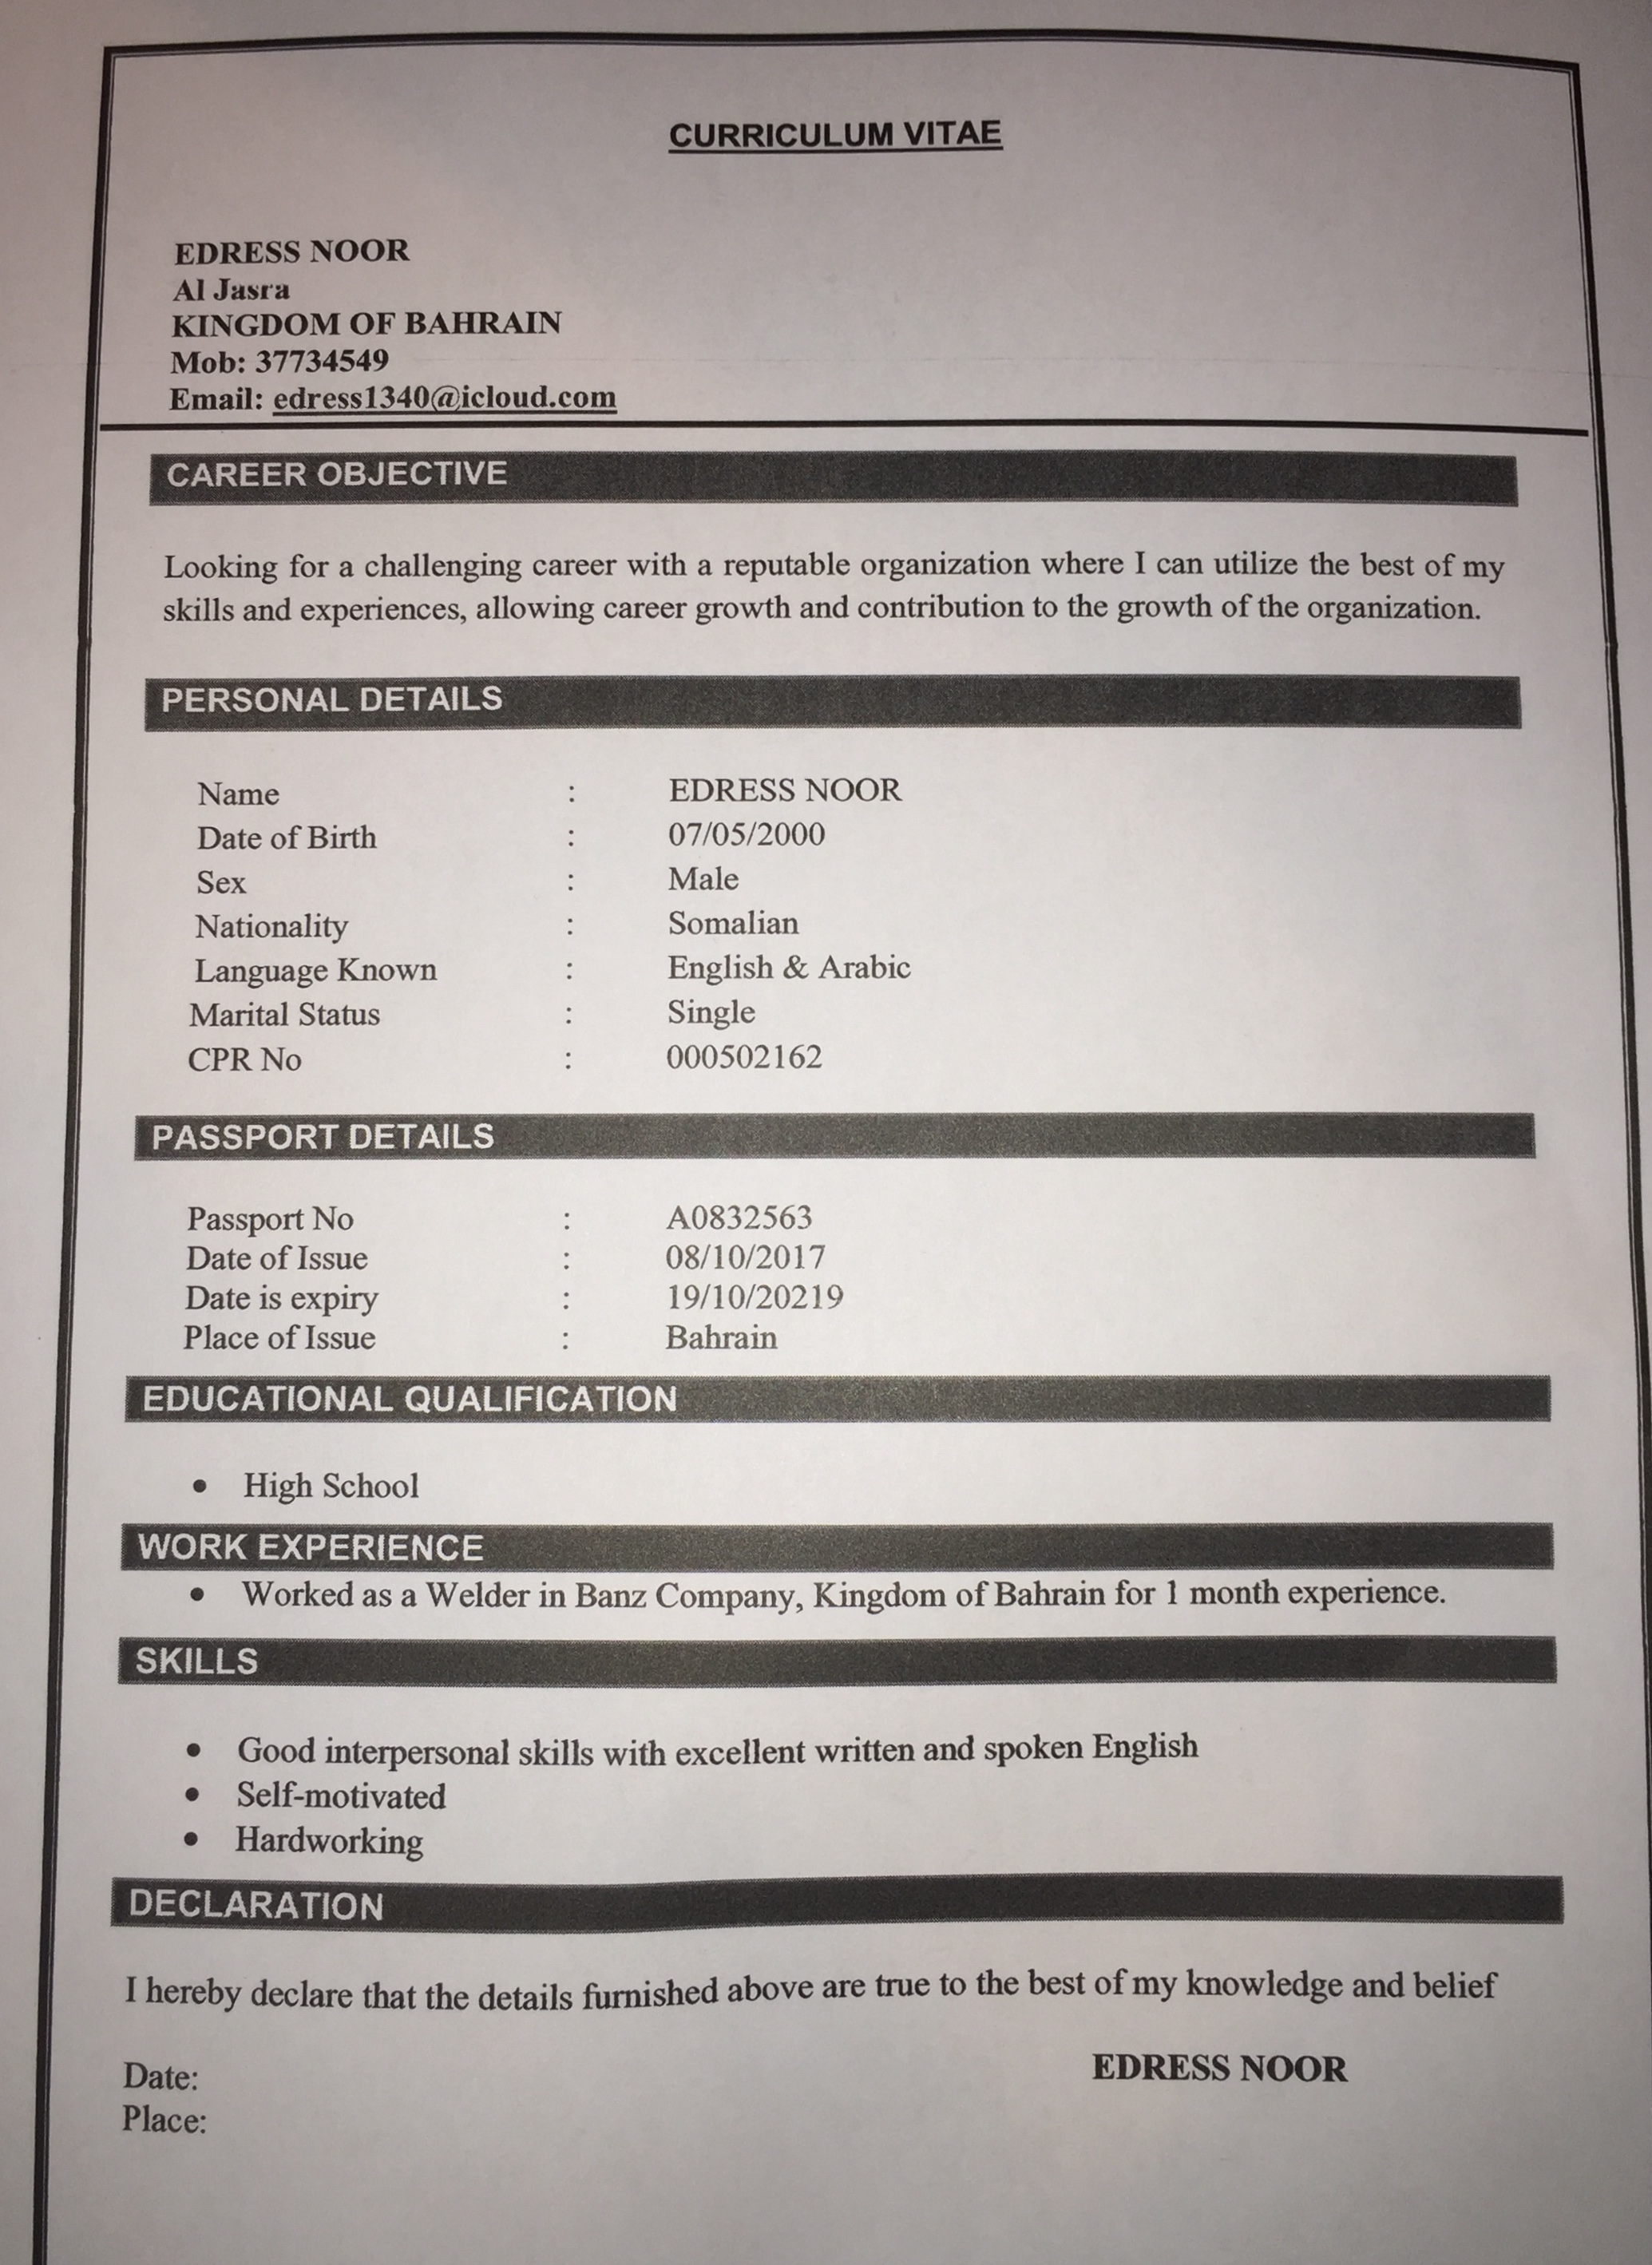 CURRICULUM VITAE
EDRESS NOOR
Al Jasra
KINGDOM OF BAHRAIN
Mob: 37734549
Email: edress1340@icloud.com
CAREER OBJECTIVE
Looking for a challenging career with a reputable organization where I can utilize the best of my
skills and experiences, allowing career growth and contribution to the growth of the organization.
PERSONAL DETAILS
Name : EDRESS NOOR
Date of Birth : 07/05/2000
Sex : Male
Nationality : Somalian
Language Known : English & Arabic
Marital Status : Single
CPR No : 000502162
PASSPORT DETAILS
Passport No : A0832563
Date of Issue : 08/10/2017
Date is expiry : 19/10/20219
Place of Issue : Bahrain
EDUCATIONAL QUALIFICATION
• High School
WORK EXPERIENCE
• Worked as a Welder in Banz Company, Kingdom of Bahrain for 1 month experience.
SKILLS
• Good interpersonal skills with excellent written and spoken English
• Self-motivated
• Hardworking
DECLARATION
I hereby declare that the details furnished above are true to the best of my knowledge and belief
Date: EDRESS NOOR
Place: